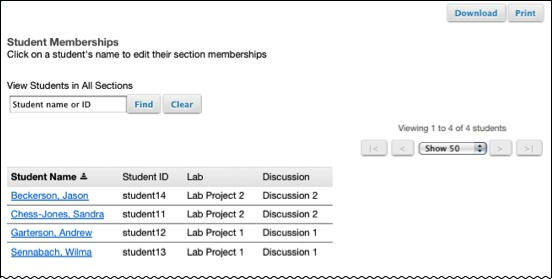 Download Print
Student Memberships
Click on a student's name to edit their section memberships
View Students in All Sections
Student name or ID Find Clear
Viewing 1 to 4 of 4 students
|< < Show 50 > >|
Student Name Student ID Lab Discussion
Beckerson, Jason student14 Lab Project 2 Discussion 2
Chess-Jones, Sandra student11 Lab Project 2 Discussion 2
Garterson, Andrew student12 Lab Project 1 Discussion 1
Sennabach, Wilma student13 Lab Project 1 Discussion 1